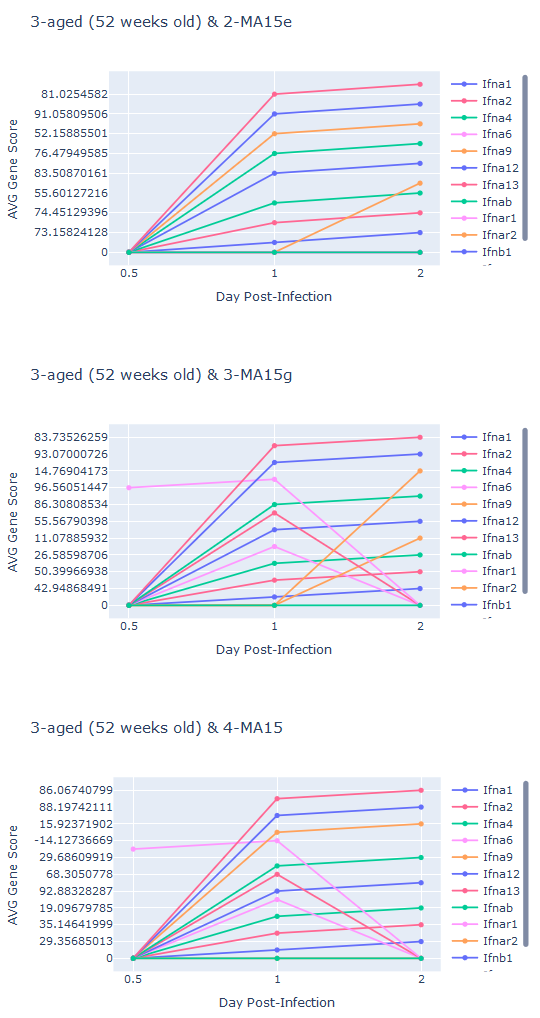 3-aged (52 weeks old) & 2-MA15e
AVG Gene Score
81.0254582
91.05809506
52.15885501
76.47949585
83.50870161
55.60127216
74.45129396
73.15824128
0
0.5 1 2
Day Post-Infection
Ifna1
Ifna2
Ifna4
Ifna6
Ifna9
Ifna12
Ifna13
Ifnab
Ifnar1
Ifnar2
Ifnb1
3-aged (52 weeks old) & 3-MA15g
AVG Gene Score
83.73526259
93.07000726
14.76904173
96.56051447
86.30808534
55.56790398
11.07885932
26.58598706
50.39966938
42.94868491
0
0.5 1 2
Day Post-Infection
Ifna1
Ifna2
Ifna4
Ifna6
Ifna9
Ifna12
Ifna13
Ifnab
Ifnar1
Ifnar2
Ifnb1
3-aged (52 weeks old) & 4-MA15
AVG Gene Score
86.06740799
88.19742111
15.92371902
-14.12736669
29.68609919
68.3050778
92.88328287
19.09679785
35.14641999
29.35685013
0
0.5 1 2
Day Post-Infection
Ifna1
Ifna2
Ifna4
Ifna6
Ifna9
Ifna12
Ifna13
Ifnab
Ifnar1
Ifnar2
Ifnb1